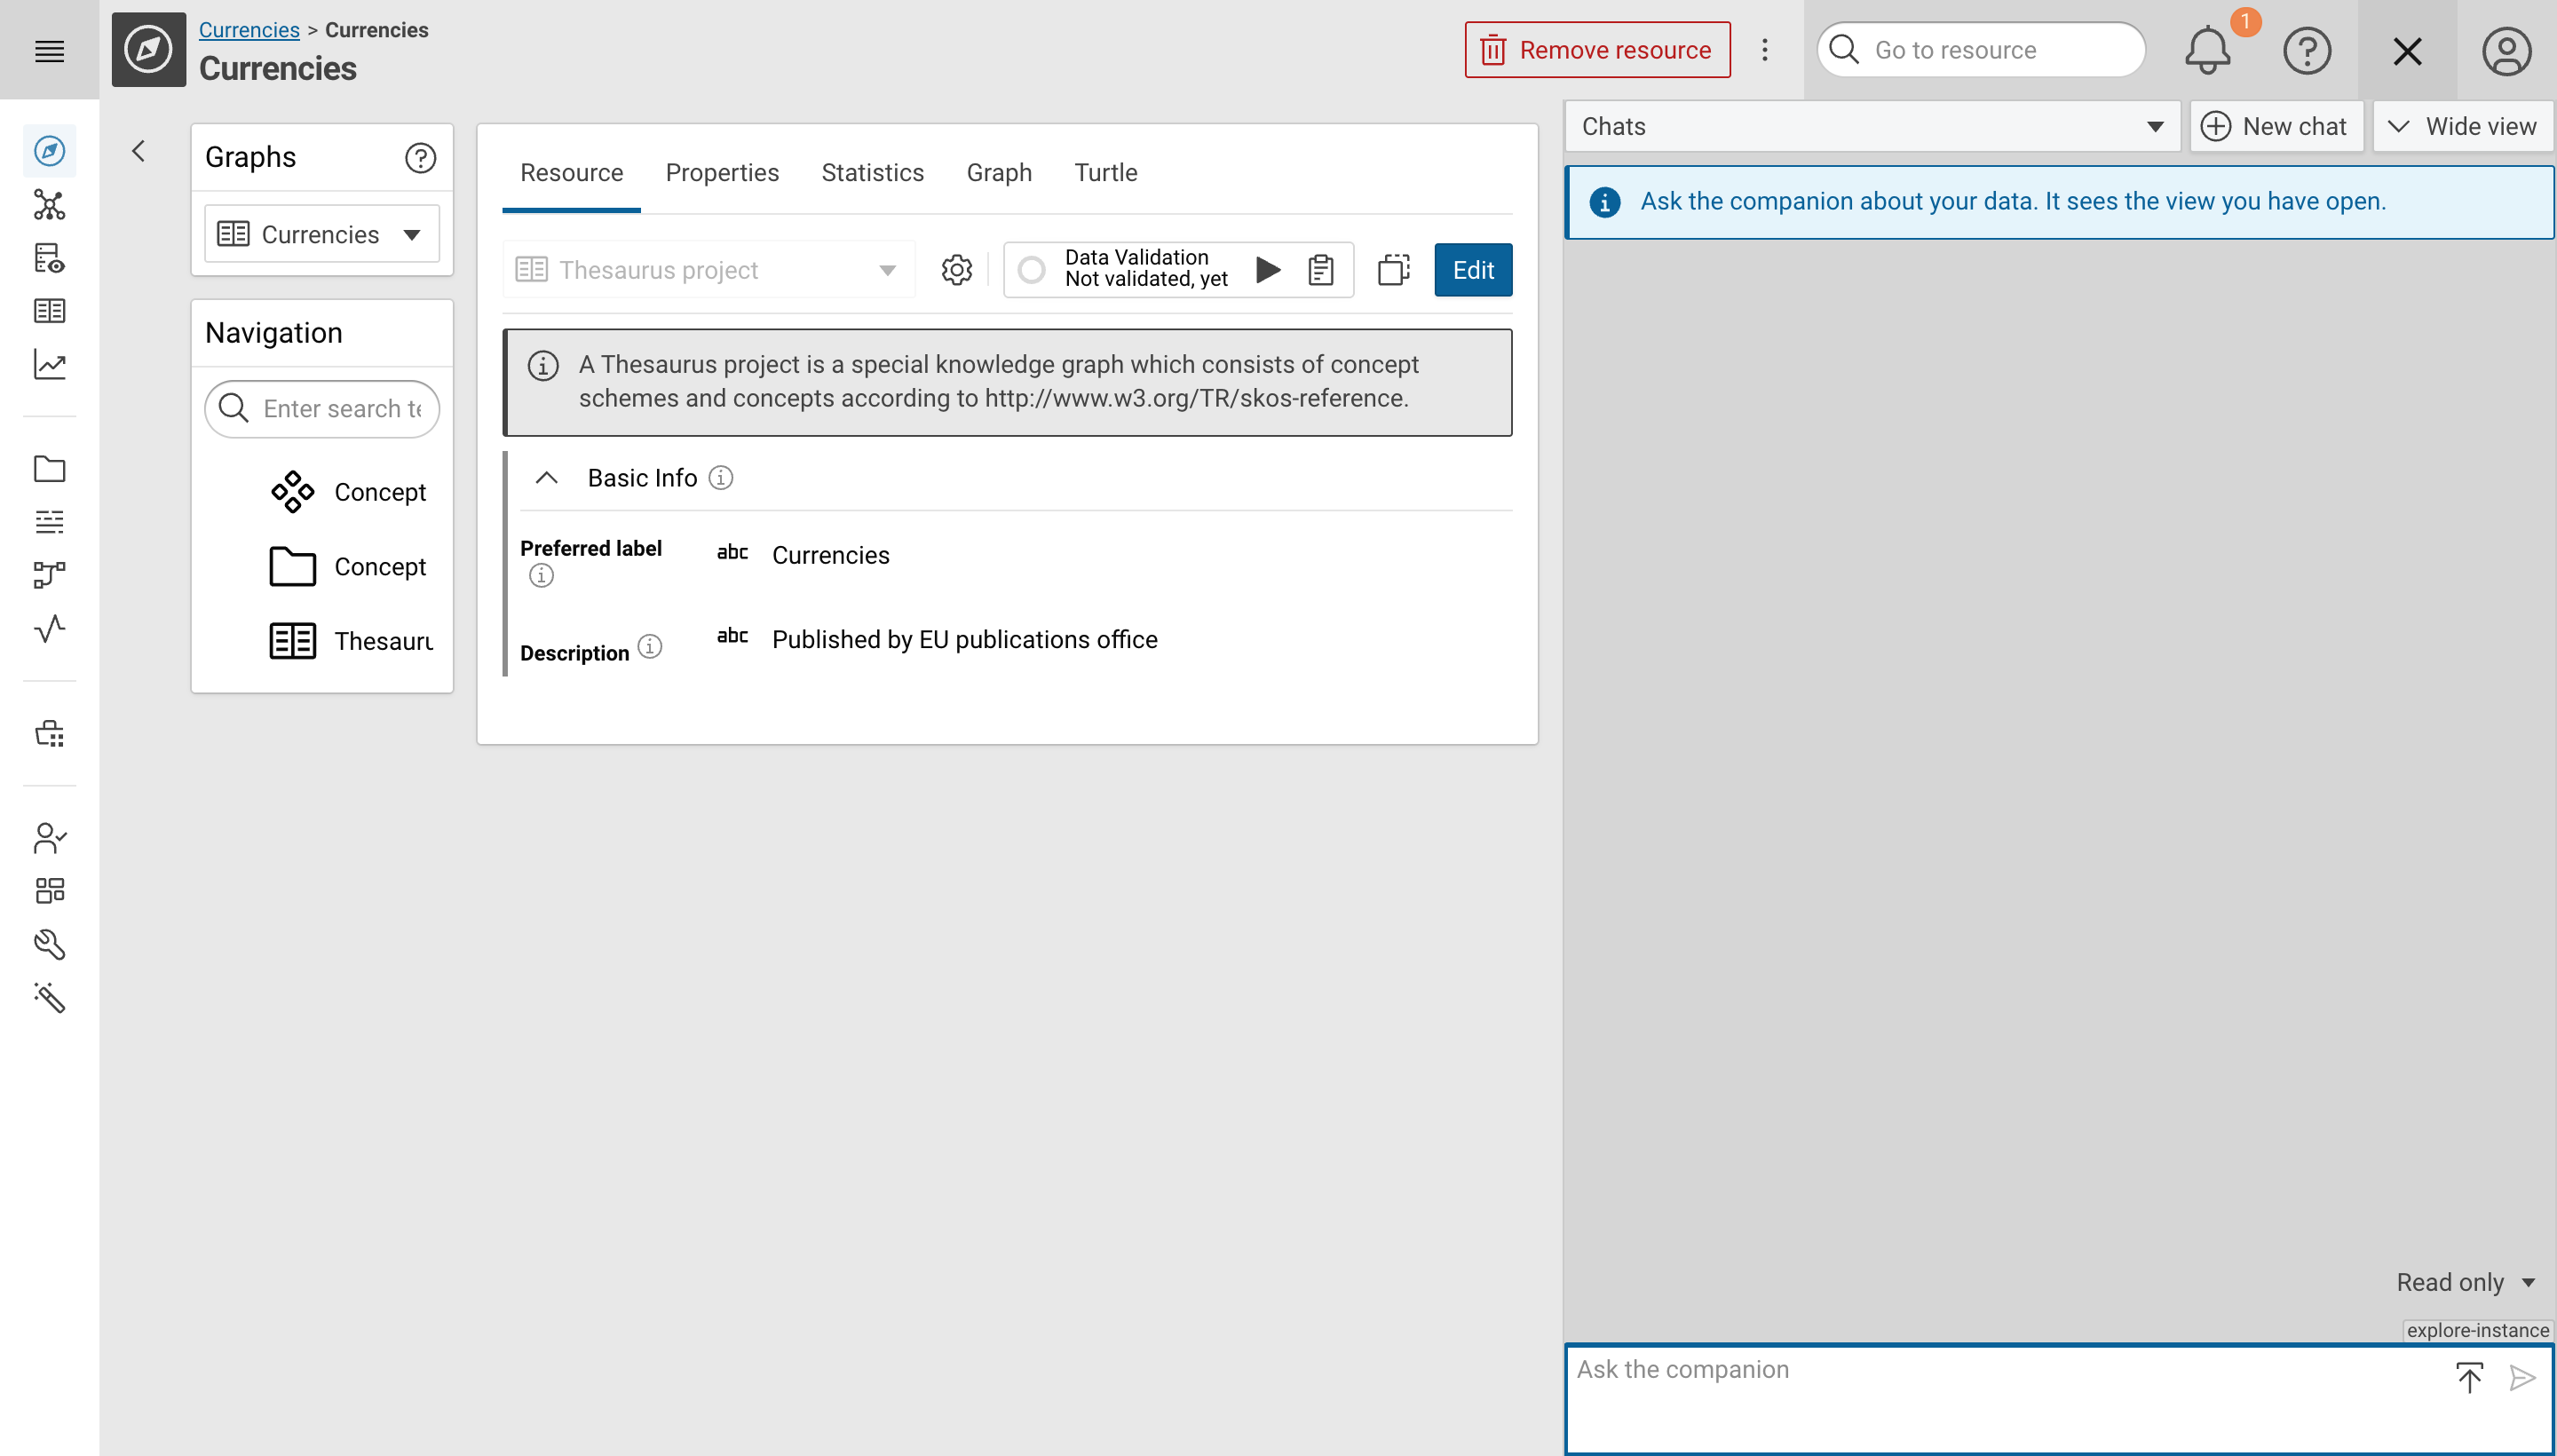 Currencies > Currencies
Currencies
Remove resource
Go to resource
1
Graphs
Currencies
Navigation
Enter search te
Concept
Concept
Thesauru
Resource
Properties
Statistics
Graph
Turtle
Thesaurus project
Data Validation
Not validated, yet
Edit
A Thesaurus project is a special knowledge graph which consists of concept
schemes and concepts according to http://www.w3.org/TR/skos-reference.
Basic Info
Preferred label
abc
Currencies
Description
abc
Published by EU publications office
Chats
New chat
Wide view
Ask the companion about your data. It sees the view you have open.
Read only
explore-instance
Ask the companion